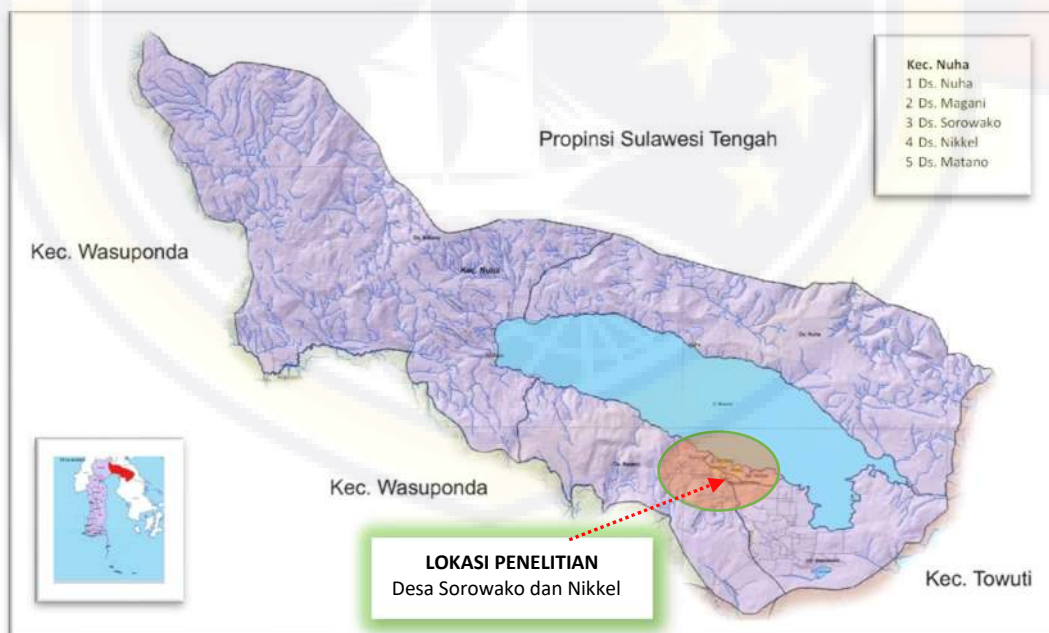 Kec. Nuha
1 Ds. Nuha
2 Ds. Magani
3 Ds. Sorowako
4 Ds. Nikkel
5 Ds. Matano
Propinsi Sulawesi Tengah
Kec. Wasuponda
Kec. Nuha
Ds. Nuha
Kec. Wasuponda
LOKASI PENELITIAN
Desa Sorowako dan Nikkel
Kec. Towuti